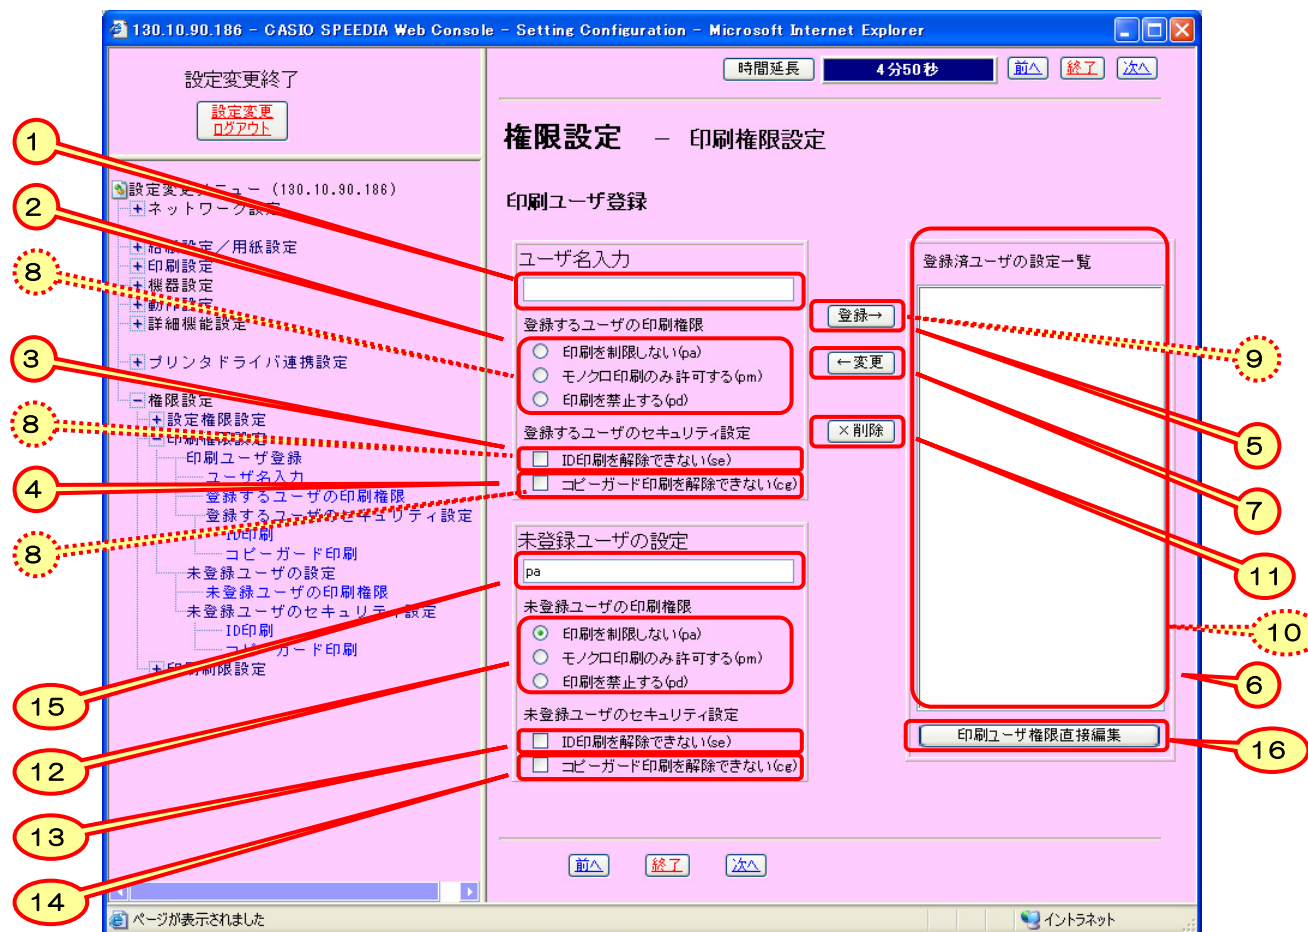 130.10.90.186 - CASIO SPEEDIA Web Console - Setting Configuration - Microsoft Internet Explorer
設定変更終了
設定変更
ログアウト
時間延長
4分50秒
前へ
終了
次へ
権限設定 － 印刷権限設定
印刷ユーザ登録
設定変更メニュー (130.10.90.186)
ネットワーク設定
給紙設定／用紙設定
印刷設定
機器設定
動作設定
詳細機能設定
プリンタドライバ連携設定
権限設定
設定権限設定
印刷権限設定
印刷ユーザ登録
ユーザ名入力
登録するユーザの印刷権限
登録するユーザのセキュリティ設定
ID印刷
コピーガード印刷
未登録ユーザの設定
未登録ユーザの印刷権限
未登録ユーザのセキュリティ設定
ID印刷
コピーガード印刷
印刷制限設定
ユーザ名入力
登録するユーザの印刷権限
印刷を制限しない(pa)
モノクロ印刷のみ許可する(pm)
印刷を禁止する(pd)
登録するユーザのセキュリティ設定
ID印刷を解除できない(se)
コピーガード印刷を解除できない(cg)
未登録ユーザの設定
pa
未登録ユーザの印刷権限
印刷を制限しない(pa)
モノクロ印刷のみ許可する(pm)
印刷を禁止する(pd)
未登録ユーザのセキュリティ設定
ID印刷を解除できない(se)
コピーガード印刷を解除できない(cg)
登録→
←変更
×削除
登録済ユーザの設定一覧
印刷ユーザ権限直接編集
前へ
終了
次へ
ページが表示されました
イントラネット
1
2
8
3
8
4
8
15
12
13
14
9
5
7
11
10
6
16